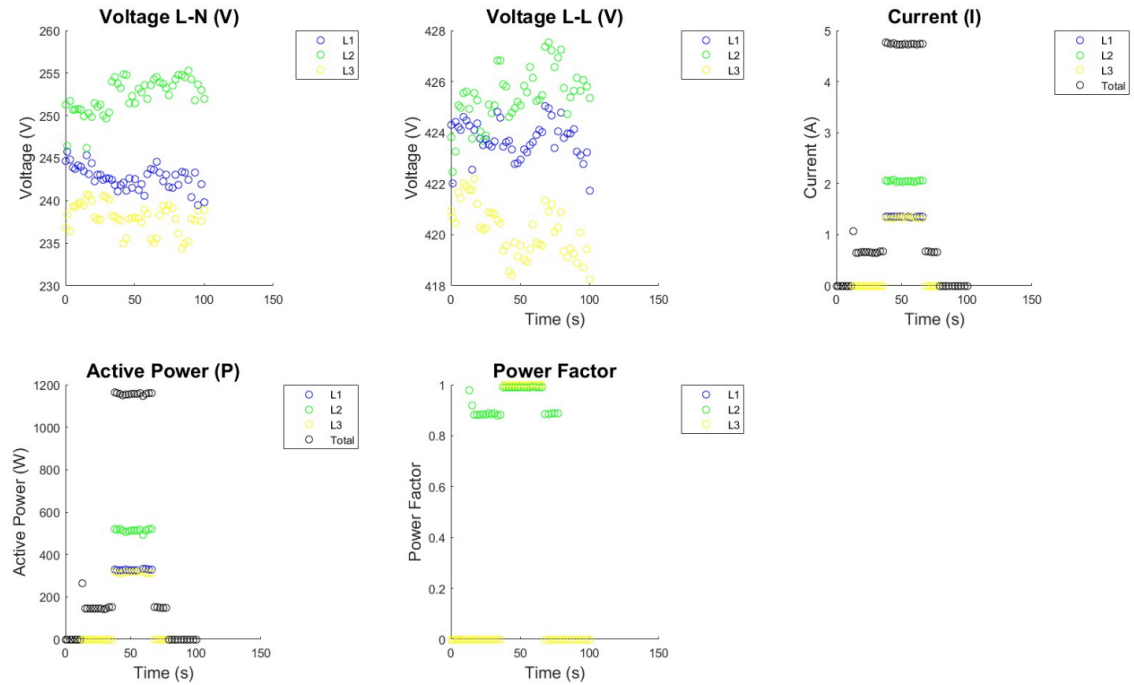 Voltage L-N (V)
260
255
250
245
240
235
230
0
50
100
150
Voltage (V)
Time (s)
L1
L2
L3
Voltage L-L (V)
428
426
424
422
420
418
0
50
100
150
Voltage (V)
Time (s)
L1
L2
L3
Current (I)
5
4
3
2
1
0
0
50
100
150
Current (A)
Time (s)
L1
L2
L3
Total
Active Power (P)
1200
1000
800
600
400
200
0
0
50
100
150
Active Power (W)
Time (s)
L1
L2
L3
Total
Power Factor
1
0.8
0.6
0.4
0.2
0
0
50
100
150
Power Factor
Time (s)
L1
L2
L3